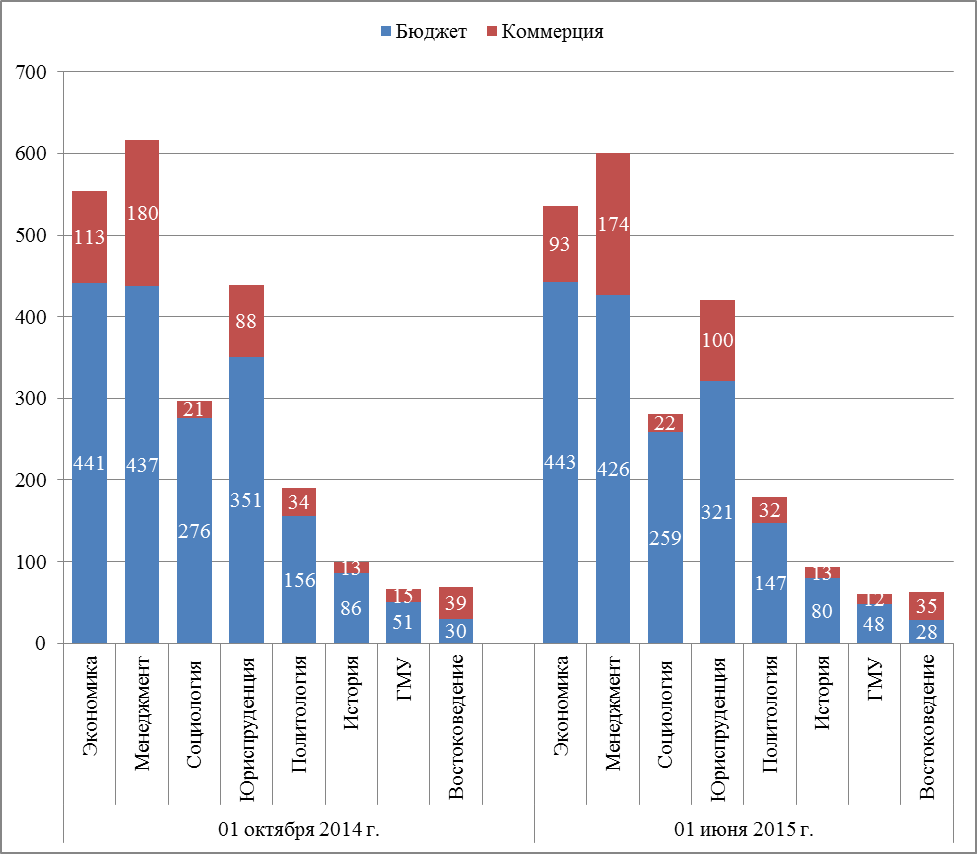 Бюджет Коммерция
700
600
500
400
300
200
100
0
113
180
21
88
34
13
15
39
441
437
276
351
156
86
51
30
93
174
22
100
32
13
12
35
443
426
259
321
147
80
48
28
Экономика
Менеджмент
Социология
Юриспруденция
Политология
История
ГМУ
Востоковедение
Экономика
Менеджмент
Социология
Юриспруденция
Политология
История
ГМУ
Востоковедение
01 октября 2014 г.
01 июня 2015 г.